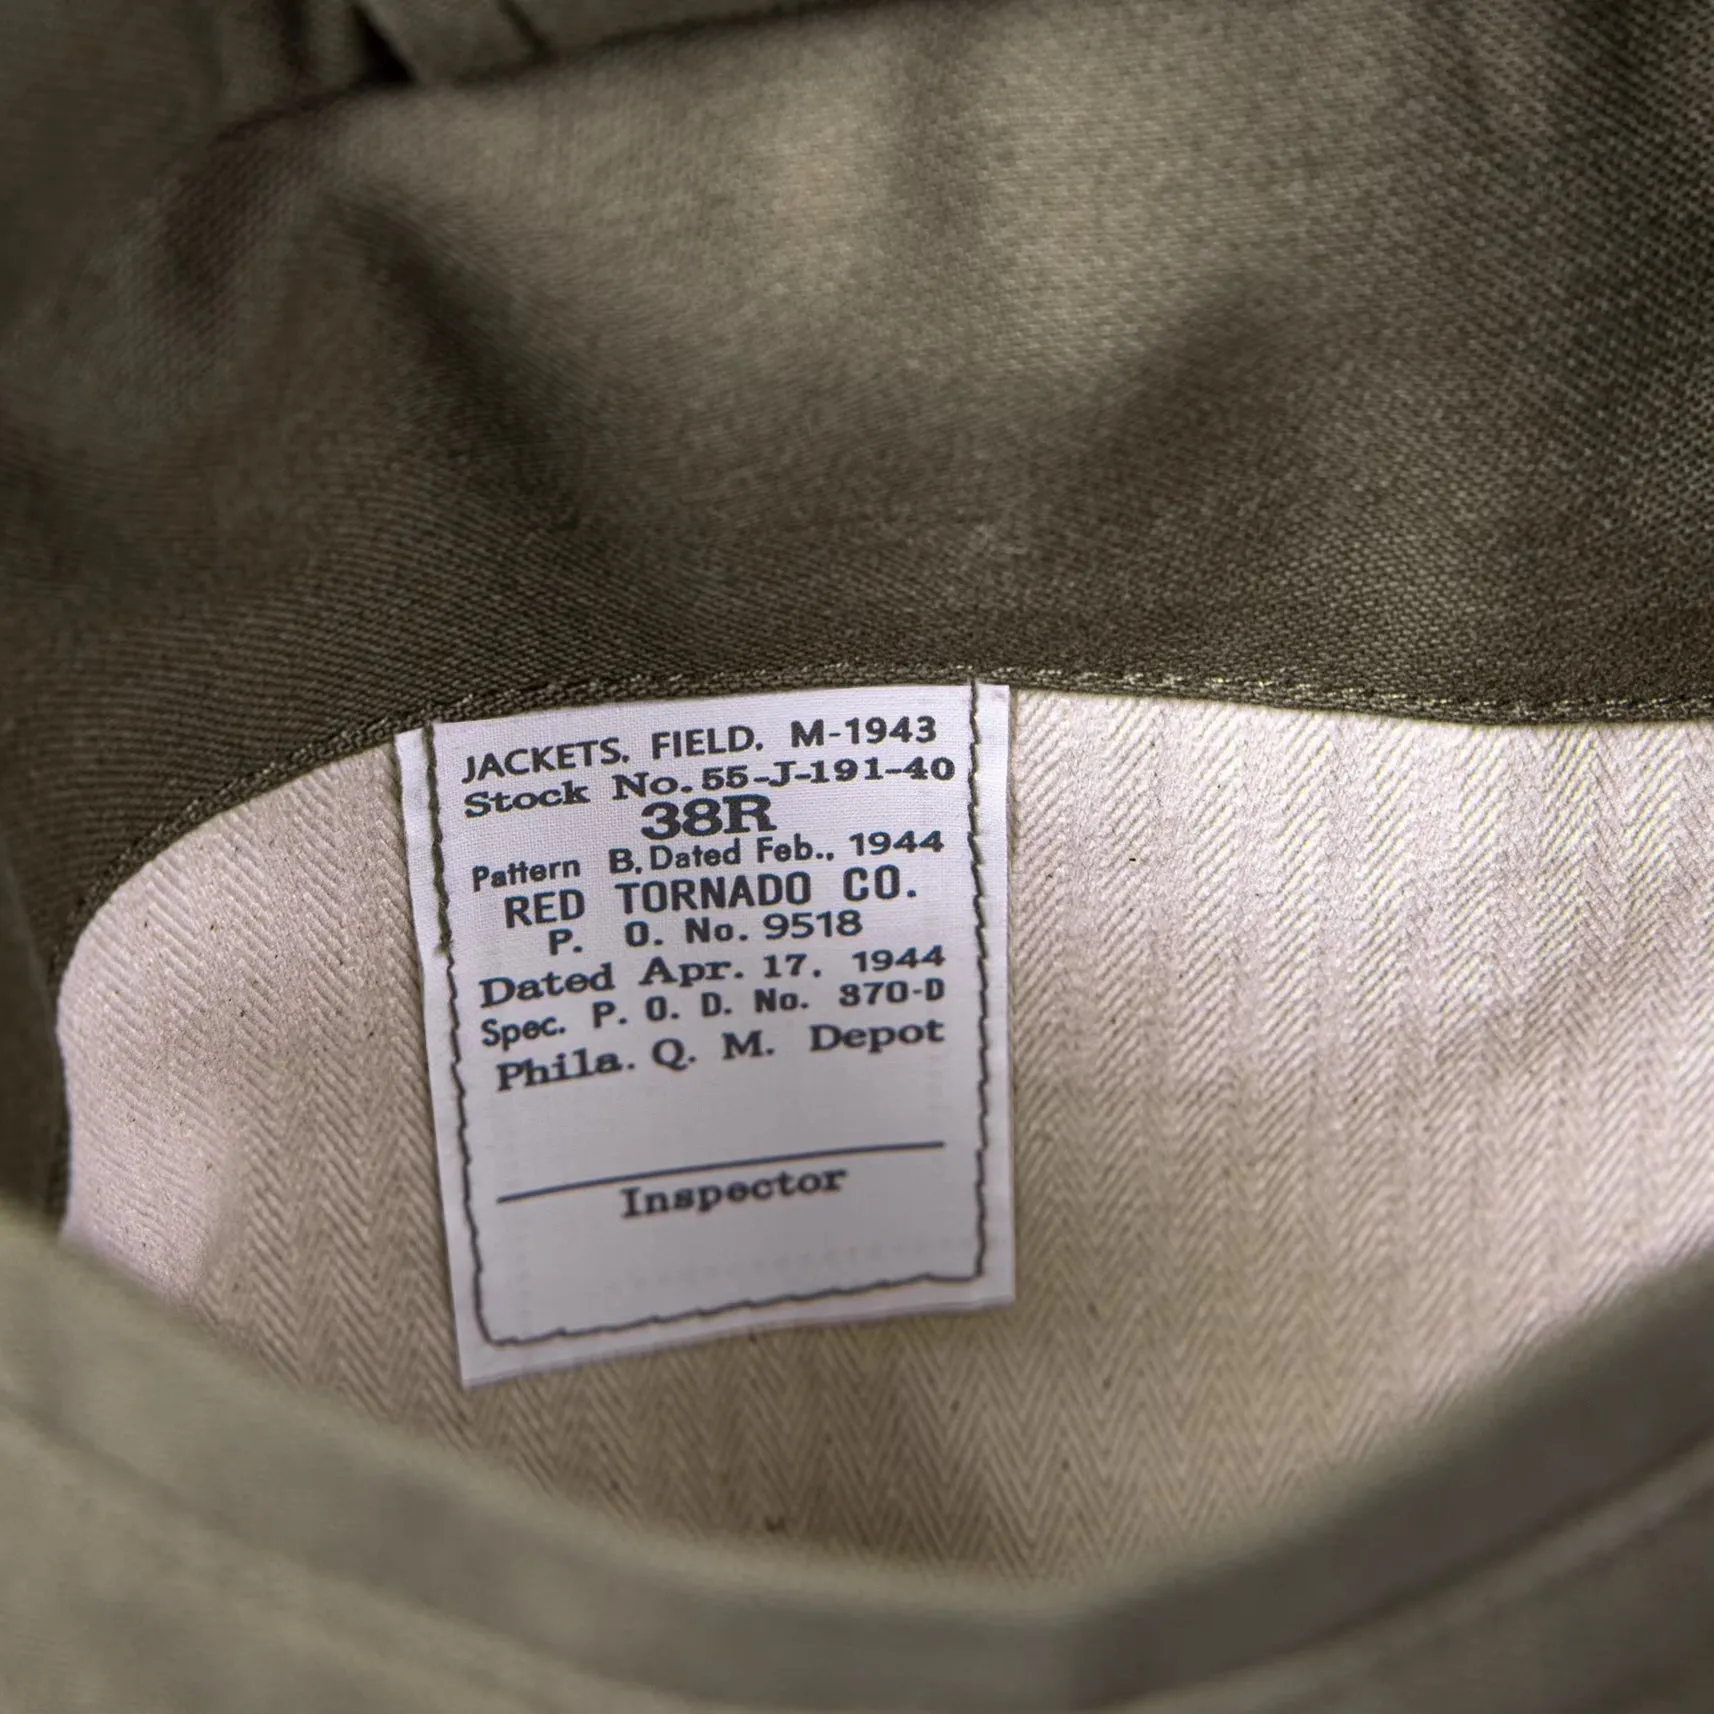 JACKETS, FIELD, M-1943
Stock No. 55-J-191-40
38R
Pattern B, Dated Feb., 1944
RED TORNADO CO.
P. O. No. 9518
Dated Apr. 17, 1944
Spec. P. Q. D. No. 370-D
Phila. Q. M. Depot
Inspector